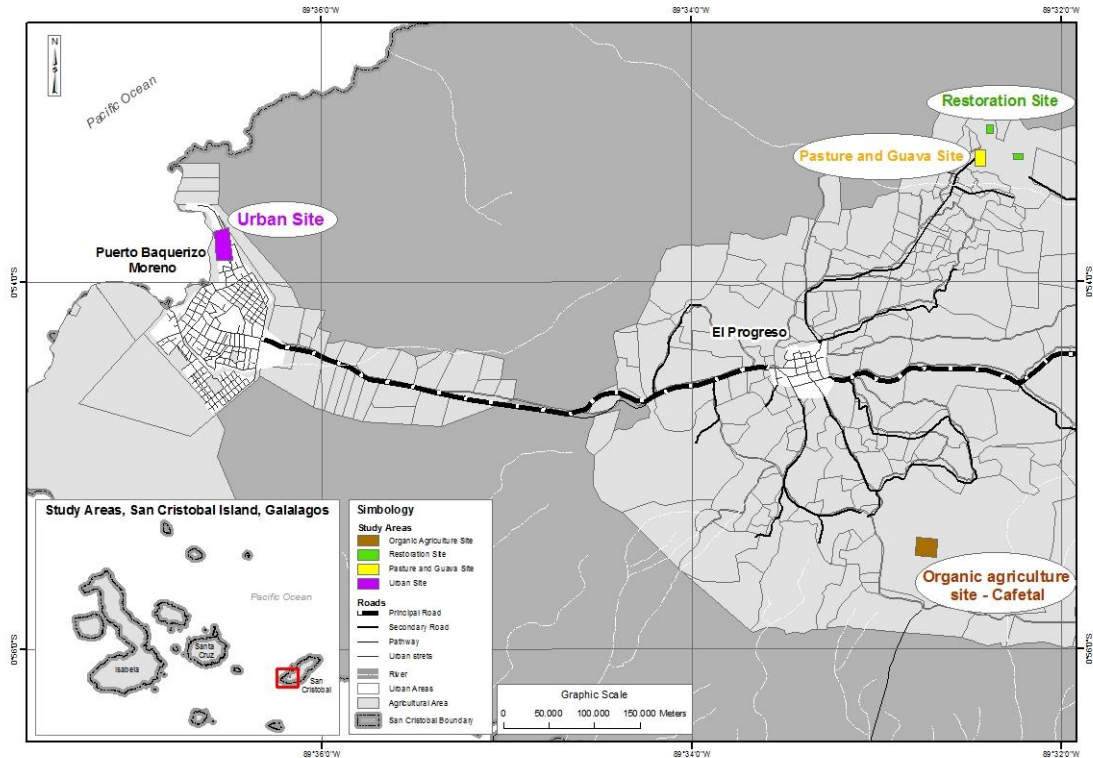 89°36'0"W
89°34'0"W
89°32'0"W
N
Pacific Ocean
Restoration Site
Pasture and Guava Site
Urban Site
Puerto Baquerizo
Moreno
0°54'0"S
0°54'0"S
El Progreso
Organic agriculture
site - Cafetal
0°56'0"S
0°56'0"S
Study Areas, San Cristobal Island, Galalagos
Pacific Ocean
Isabela
Santa
Cruz
San
Cristobal
Simbology
Study Areas
Organic Agriculture Site
Restoration Site
Pasture and Guava Site
Urban Site
Roads
Principal Road
Secondary Road
Pathway
Urban strets
River
Urban Areas
Agricultural Area
San Cristobal Boundary
Graphic Scale
0 50.000 100.000 150.000 Meters
89°36'0"W
89°34'0"W
89°32'0"W